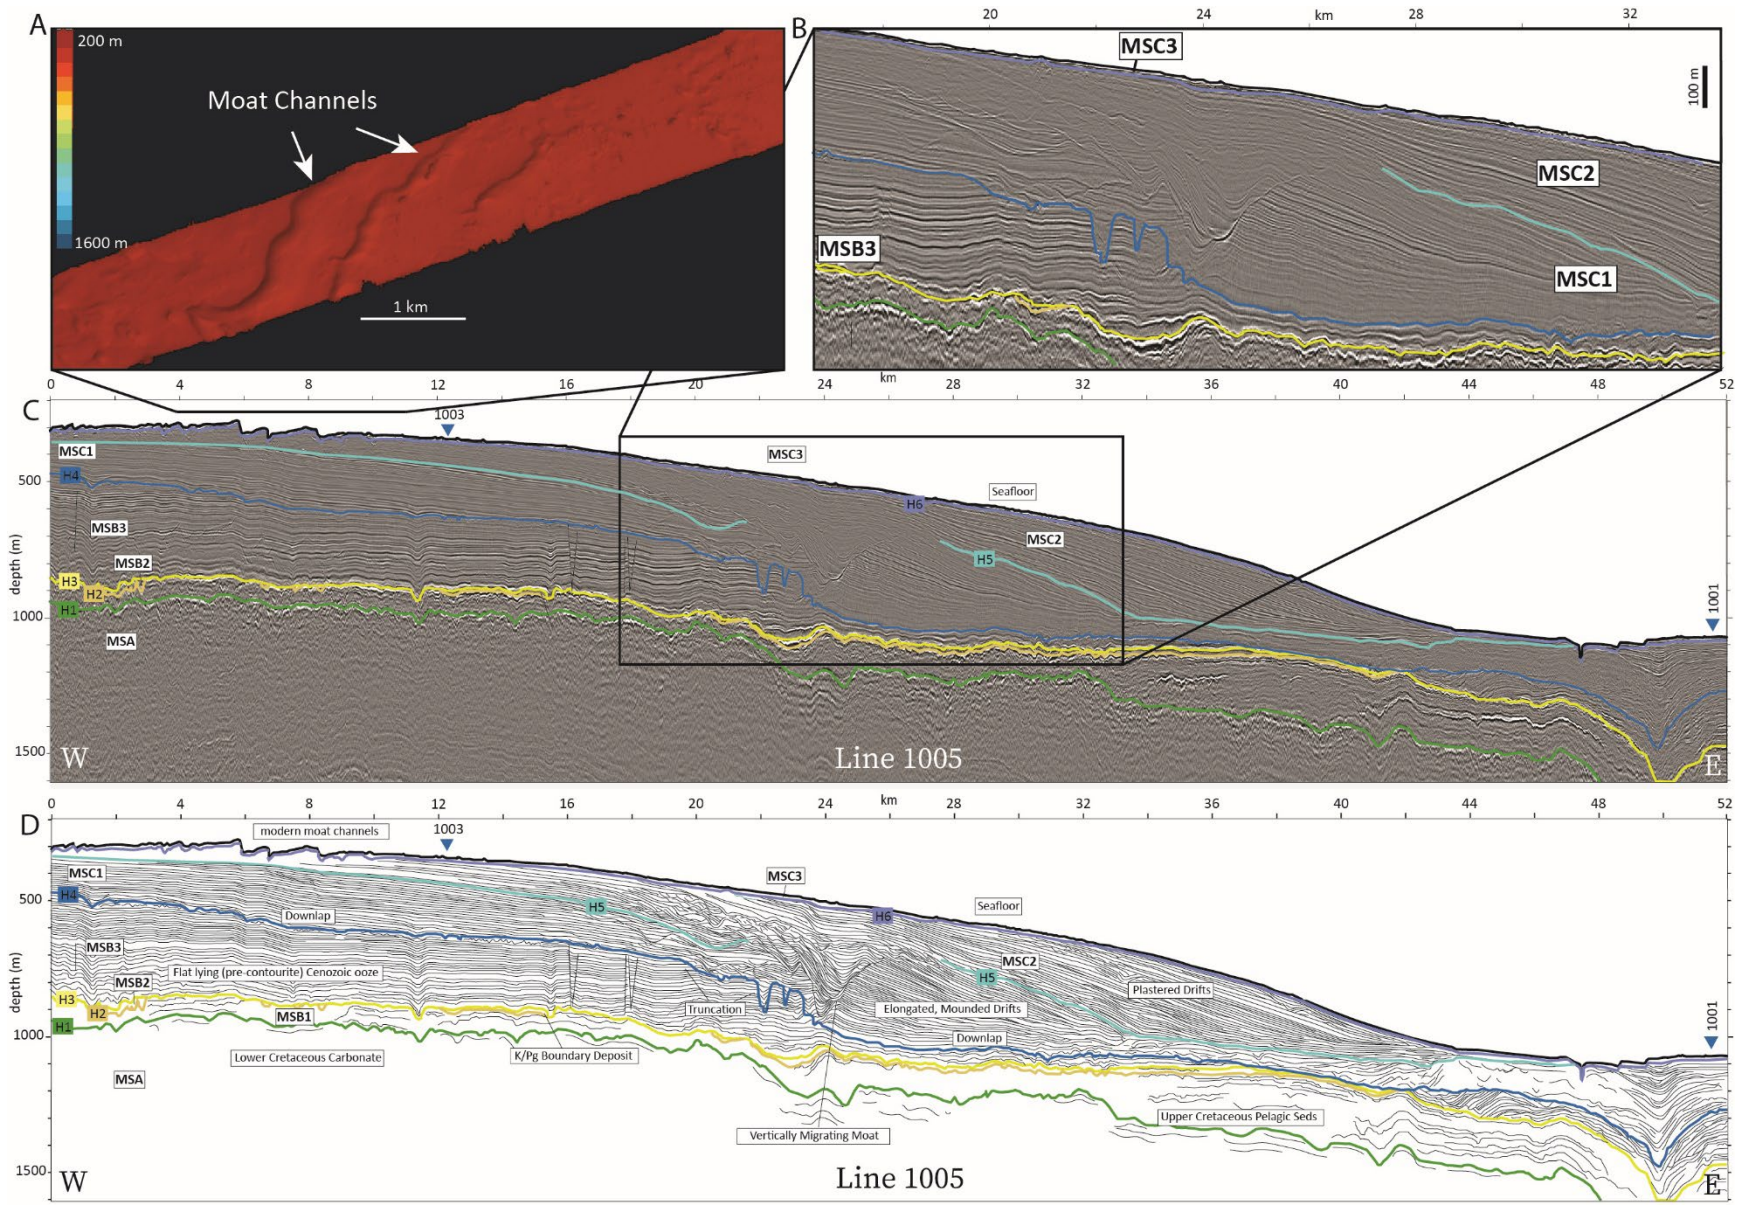 A
200 m
1600 m
Moat Channels
1 km
B
20 24 km 28 32
MSC3
100 m
MSC2
MSB3
MSC1
24 km 28 32 36 40 44 48 52
0 4 8 12 16 20
C
1003
MSC1
MSC3
H4
500
Seafloor
H6
MSB3
MSC2
H5
MSB2
depth (m)
H3
H2
H1
1000
1001
MSA
1500
W
Line 1005
E
0 4 8 12 16 20 24 km 28 32 36 40 44 48 52
D
modern moat channels
1003
MSC1
MSC3
H4
500
H5
Seafloor
Downlap
H6
MSB3
MSC2
Flat lying (pre-contourite) Cenozoic ooze
H5
MSB2
Plastered Drifts
depth (m)
H3
H2
MSB1
Truncation
Elongated, Mounded Drifts
H1
1000
1001
Downlap
Lower Cretaceous Carbonate
K/Pg Boundary Deposit
MSA
Upper Cretaceous Pelagic Seds
Vertically Migrating Moat
1500
W
Line 1005
E